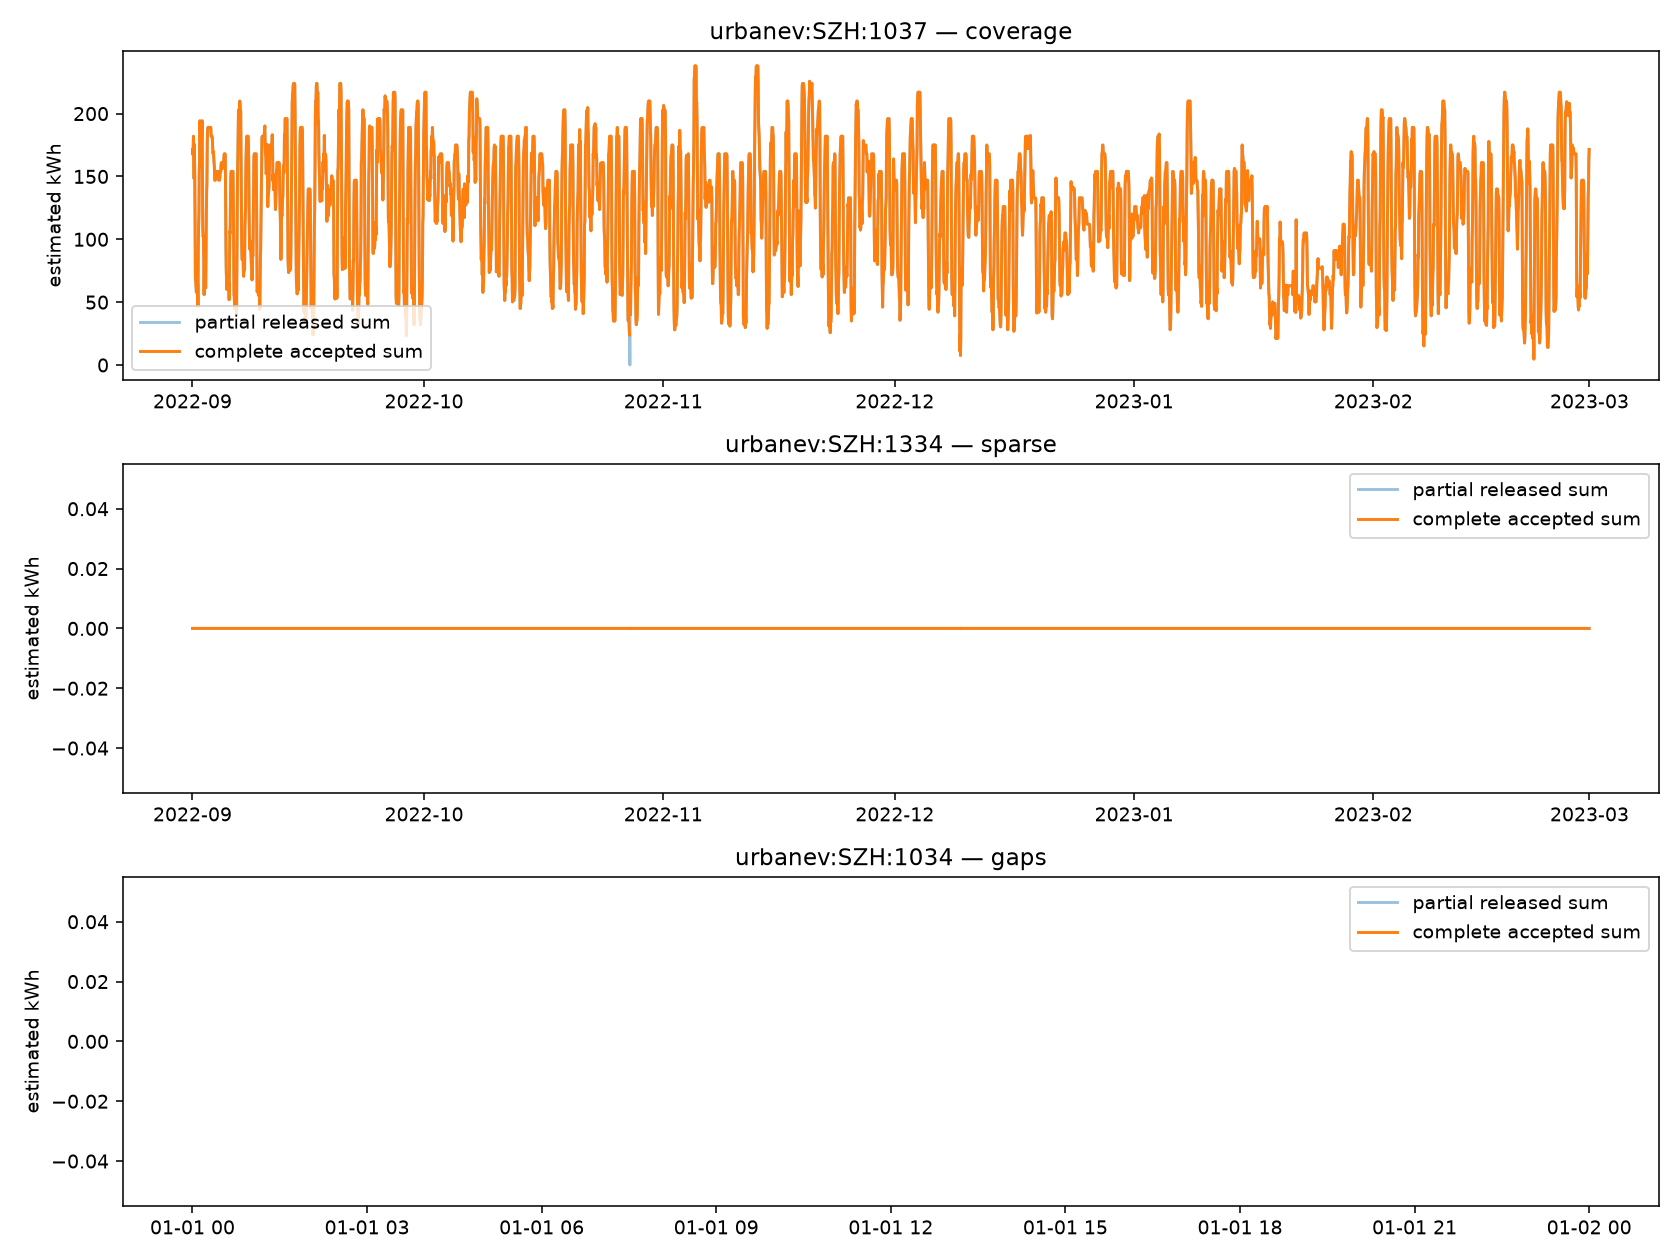 urbanev:SZH:1037 — coverage
estimated kWh
200
150
100
50
0
partial released sum
complete accepted sum
2022-09 2022-10 2022-11 2022-12 2023-01 2023-02 2023-03
urbanev:SZH:1334 — sparse
estimated kWh
0.04
0.02
0.00
−0.02
−0.04
partial released sum
complete accepted sum
2022-09 2022-10 2022-11 2022-12 2023-01 2023-02 2023-03
urbanev:SZH:1034 — gaps
estimated kWh
0.04
0.02
0.00
−0.02
−0.04
partial released sum
complete accepted sum
01-01 00 01-01 03 01-01 06 01-01 09 01-01 12 01-01 15 01-01 18 01-01 21 01-02 00